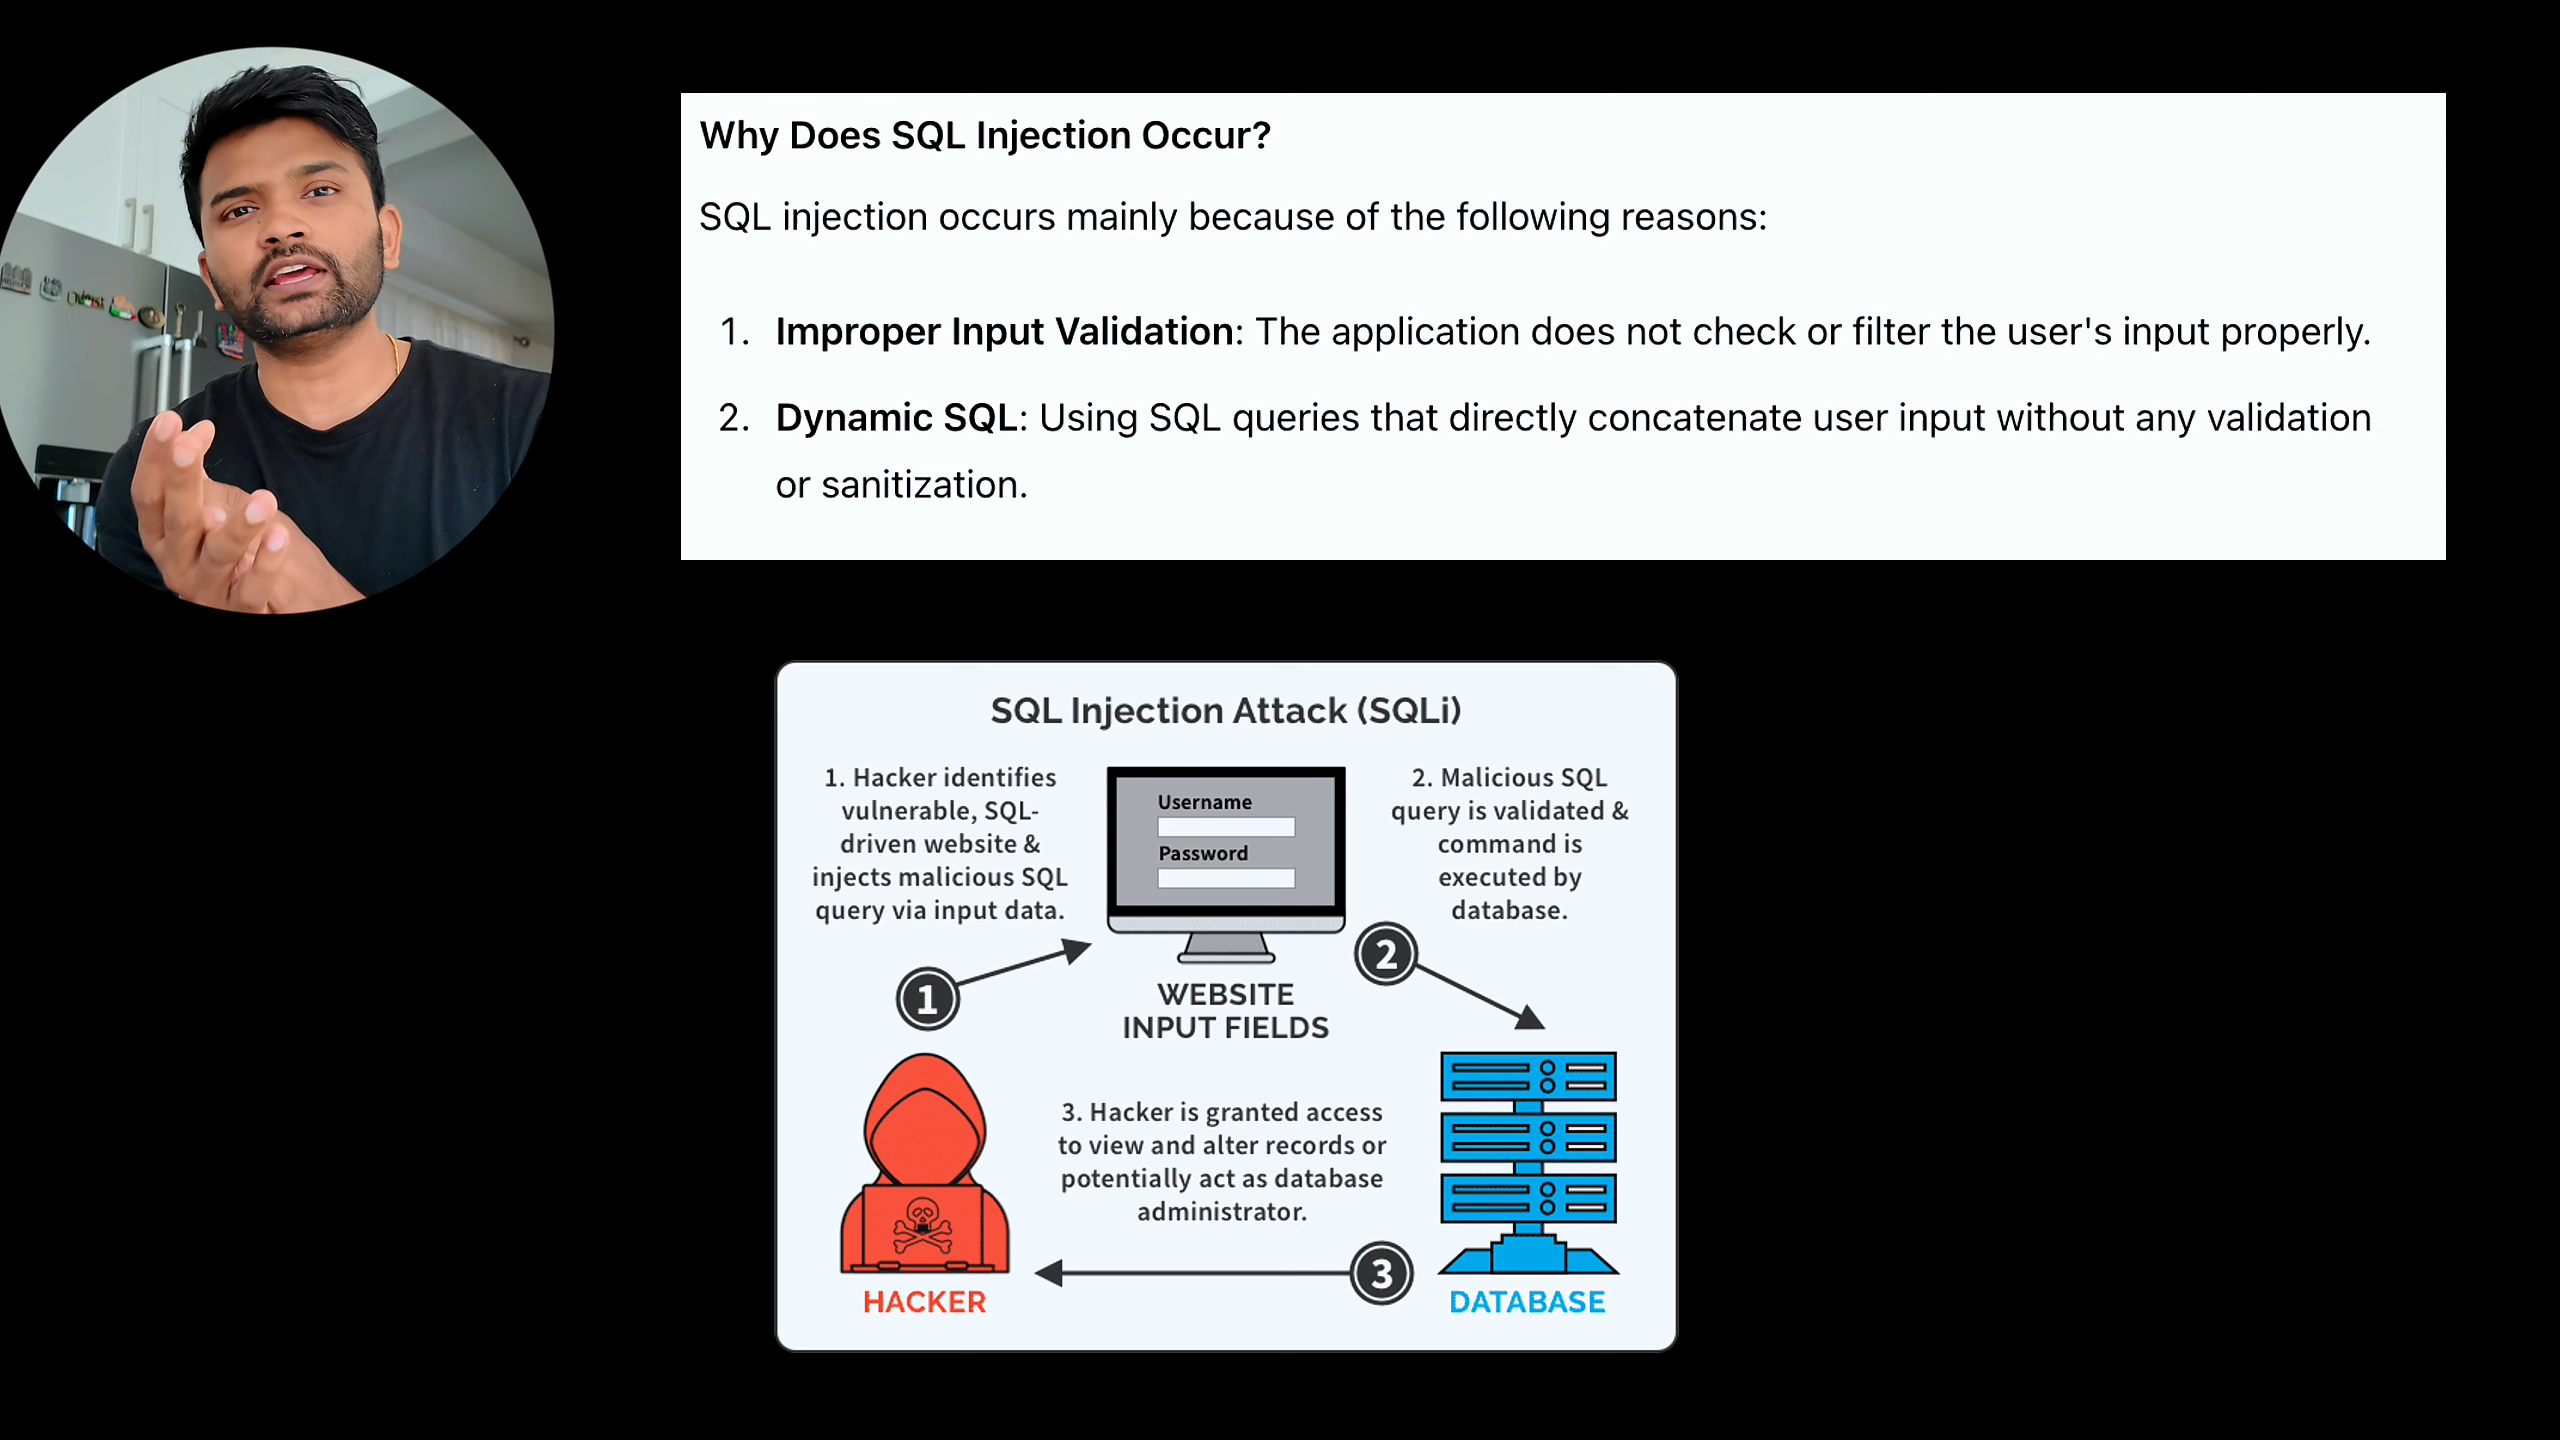 Why Does SQL Injection Occur?
SQL injection occurs mainly because of the following reasons:
1. Improper Input Validation: The application does not check or filter the user's input properly.
2. Dynamic SQL: Using SQL queries that directly concatenate user input without any validation
or sanitization.
SQL Injection Attack (SQLi)
1. Hacker identifies
vulnerable, SQL-
driven website &
injects malicious SQL
query via input data.
Username
Password
2. Malicious SQL
query is validated &
command is
executed by
database.
1
2
WEBSITE
INPUT FIELDS
3. Hacker is granted access
to view and alter records or
potentially act as database
administrator.
3
HACKER
DATABASE